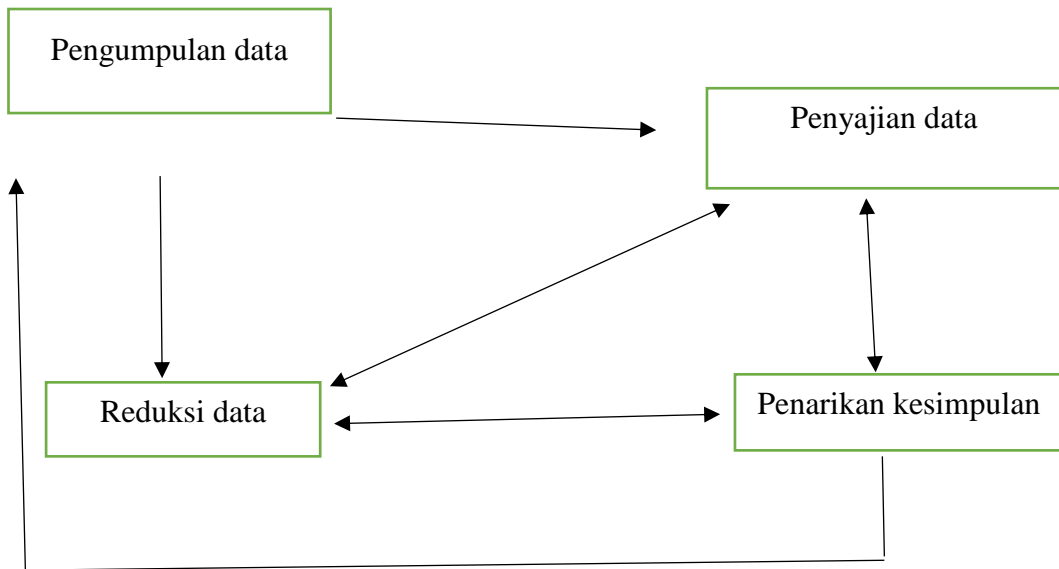 Pengumpulan data
Penyajian data
Reduksi data
Penarikan kesimpulan